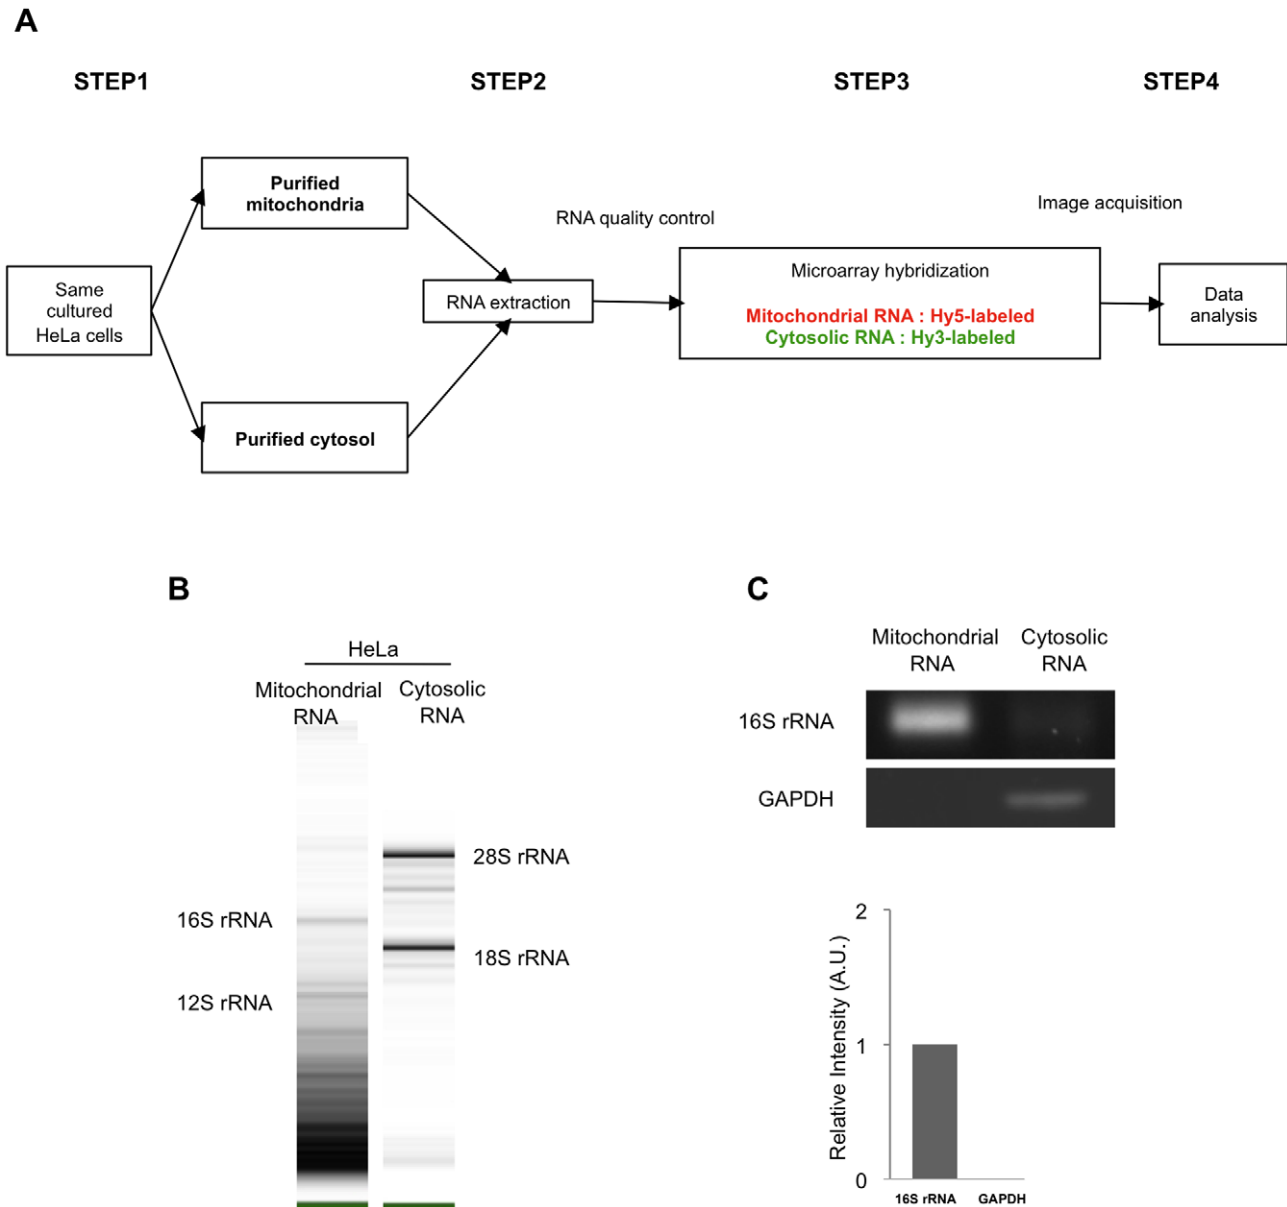 A
STEP1
STEP2
STEP3
STEP4
Purified
mitochondria
Same
cultured
HeLa cells
Purified cytosol
RNA extraction
RNA quality control
Microarray hybridization
Mitochondrial RNA : Hy5-labeled
Cytosolic RNA : Hy3-labeled
Image acquisition
Data
analysis
B
HeLa
Mitochondrial
RNA
Cytosolic
RNA
28S rRNA
16S rRNA
18S rRNA
12S rRNA
C
Mitochondrial
RNA
Cytosolic
RNA
16S rRNA
GAPDH
Relative Intensity (A.U.)
2
1
0
16S rRNA
GAPDH